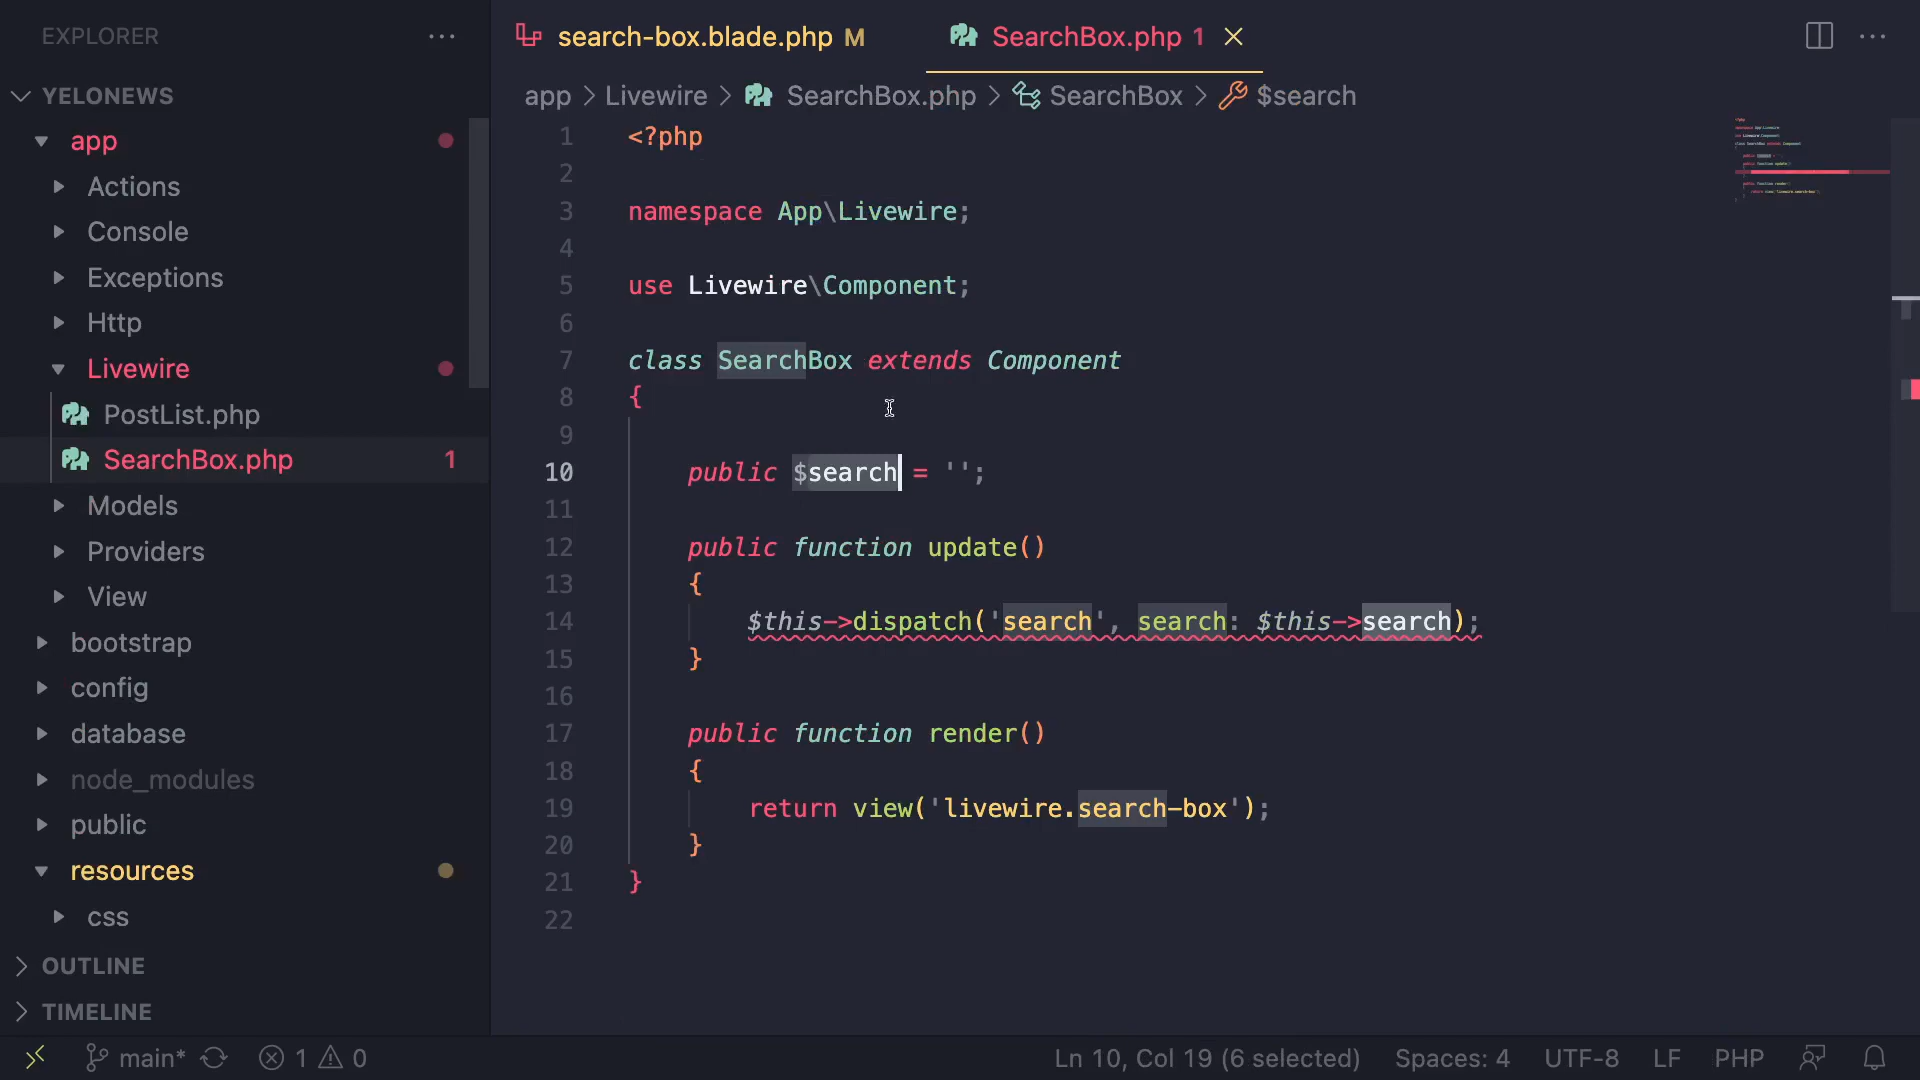 EXPLORER
YELONEWS
app
Actions
Console
Exceptions
Http
Livewire
PostList.php
SearchBox.php 1
Models
Providers
View
bootstrap
config
database
node_modules
public
resources
css
OUTLINE
TIMELINE
search-box.blade.php M
SearchBox.php 1
app > Livewire > SearchBox.php > SearchBox > $search
1 <?php
2
3 namespace App\Livewire;
4
5 use Livewire\Component;
6
7 class SearchBox extends Component
8 {
9
10 public $search = '';
11
12 public function update()
13 {
14 $this->dispatch('search', search: $this->search);
15 }
16
17 public function render()
18 {
19 return view('livewire.search-box');
20 }
21 }
22
main* 1 0 Ln 10, Col 19 (6 selected) Spaces: 4 UTF-8 LF PHP